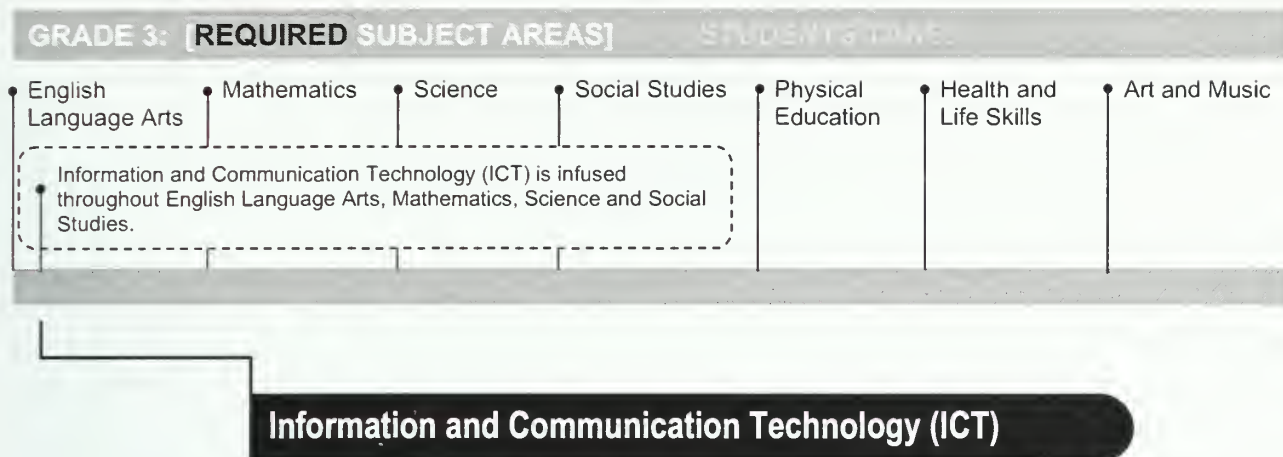 GRADE 3: [REQUIRED SUBJECT AREAS] STUDENTS TAKE:
English
Language Arts
Mathematics
Science
Social Studies
Physical
Education
Health and
Life Skills
Art and Music
Information and Communication Technology (ICT) is infused
throughout English Language Arts, Mathematics, Science and Social
Studies.
Information and Communication Technology (ICT)